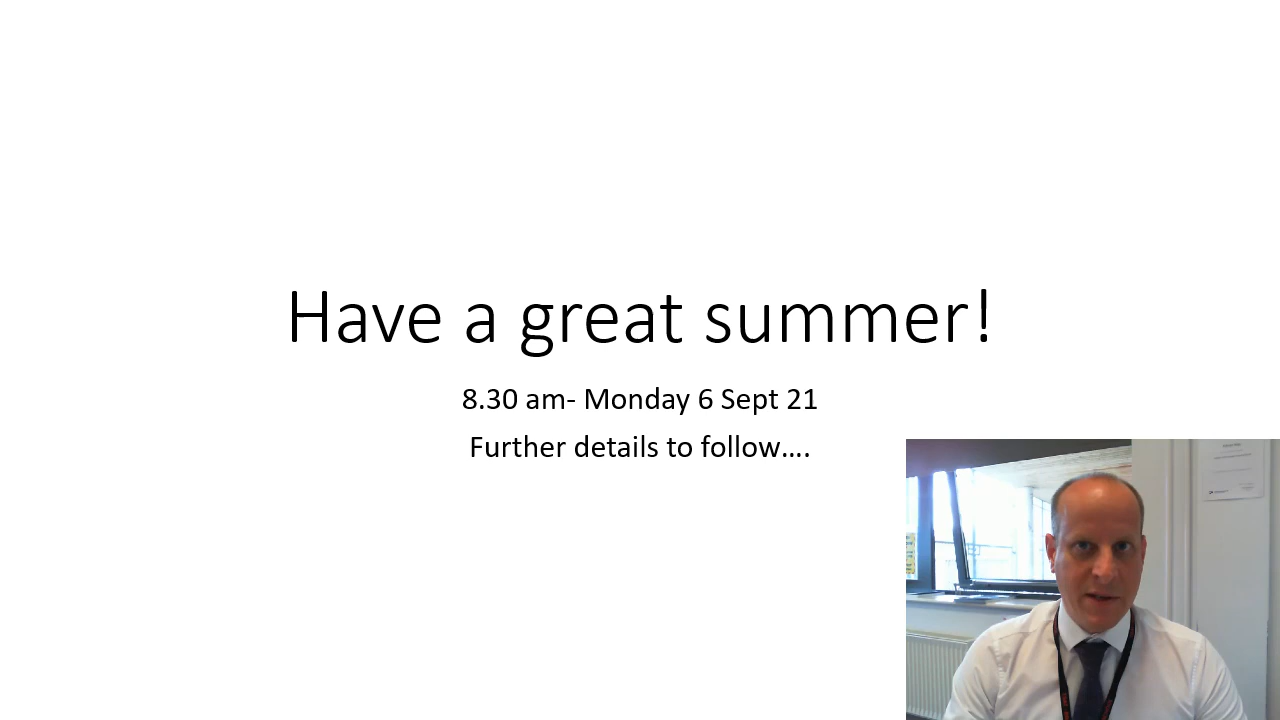 Have a great summer!
8.30 am- Monday 6 Sept 21
Further details to follow....